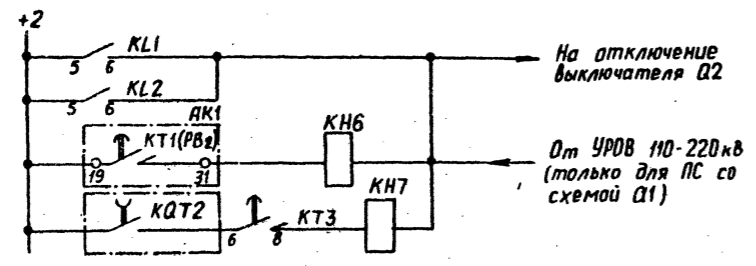 +2
KL1
5 6
KL2
5 6
AK1
KT1(РВ2)
19 31
KH6
KH7
KQT2
6 8 KT3
На отключение
выключателя Q2
От УРОВ 110-220кВ
(только для ПС со
схемой Q1)